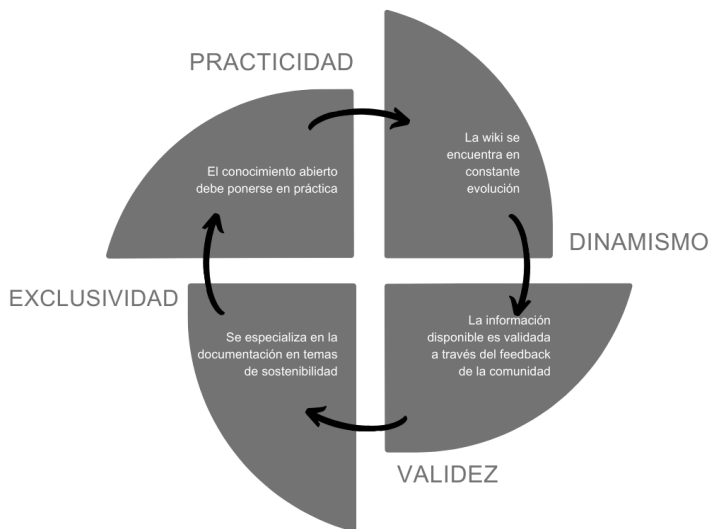 PRACTICIDAD
El conocimiento abierto
debe ponerse en práctica
La wiki se
encuentra en
constante
evolución
DINAMISMO
La información
disponible es validada
a través del feedback
de la comunidad
VALIDEZ
EXCLUSIVIDAD
Se especializa en la
documentación en temas
de sostenibilidad